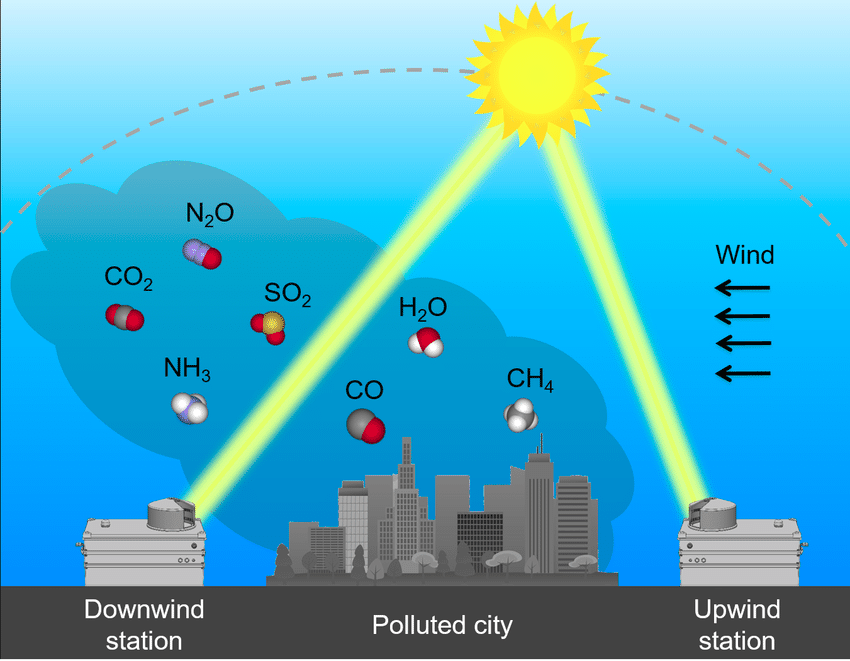 N₂O
CO₂
SO₂
H₂O
NH₃
CO
CH₄
Wind
Downwind
station
Polluted city
Upwind
station